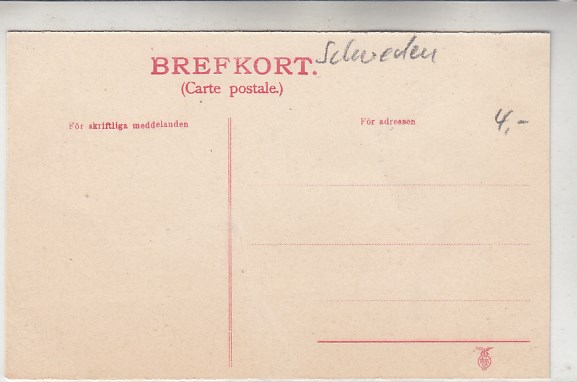 BREFKORT. Schweden
(Carte postale.)
För skriftliga meddelanden
För adressen
4,-